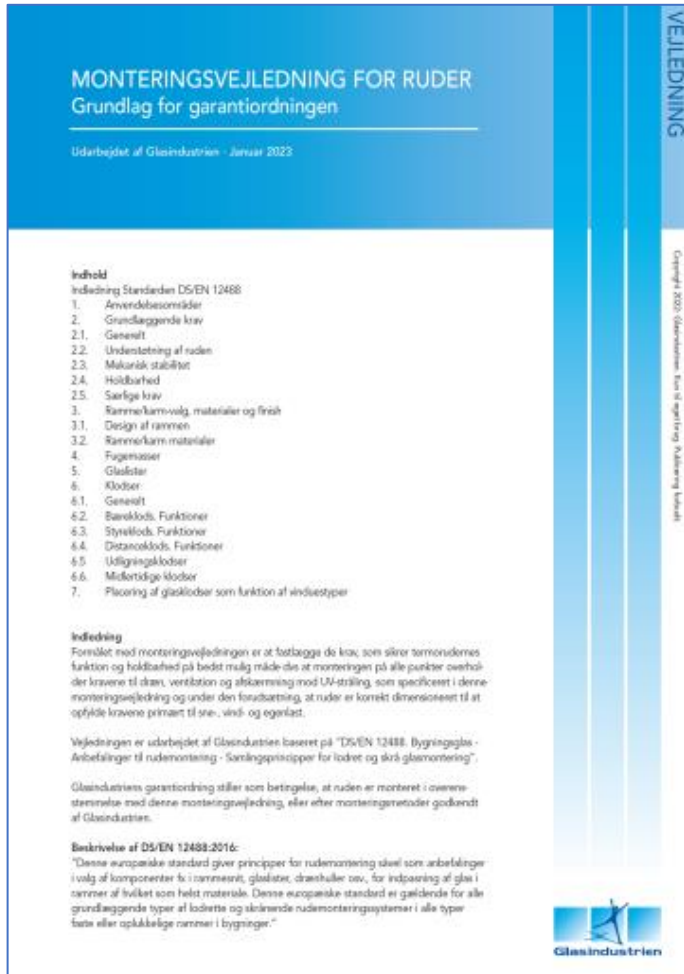 MONTERINGSVEJLEDNING FOR RUDER
Grundlag for garantiordningen
Udarbejdet af Glasindustrien - Januar 2023
VEJLEDNING
Copyright 2022: Glasindustrien. Kun til eget brug. Publicering forbudt
Indhold
Indledning Standarden DS/EN 12488
1. Anvendelsesområder
2. Grundlæggende krav
2.1. Generelt
2.2. Understøtning af ruden
2.3. Mekanisk stabilitet
2.4. Holdbarhed
2.5. Særlige krav
3. Ramme/karm-valg, materialer og finish
3.1. Design af rammen
3.2. Ramme/karm materialer
4. Fugemasser
5. Glaslister
6. Klodser
6.1. Generelt
6.2. Bæreklods. Funktioner
6.3. Styreklods. Funktioner
6.4. Distanceklods. Funktioner
6.5 Udligningsklodser
6.6. Midlertidige klodser
7. Placering af glasklodser som funktion af vinduestyper
Indledning
Formålet med monteringsvejledningen er at fastlægge de krav, som sikrer termorudernes
funktion og holdbarhed på bedst mulig måde dvs at monteringen på alle punkter overhol-
der kravene til dræn, ventilation og afskærmning mod UV-stråling, som specificeret i denne
monteringsvejledning og under den forudsætning, at ruder er korrekt dimensioneret til at
opfylde kravene primært til sne-, vind- og egenlast.
Vejledningen er udarbejdet af Glasindustrien baseret på "DS/EN 12488. Bygningsglas -
Anbefalinger til rudemontering - Samlingsprincipper for lodret og skrå glasmontering".
Glasindustriens garantiordning stiller som betingelse, at ruden er monteret i overens-
stemmelse med denne monteringsvejledning, eller efter monteringsmetoder godkendt
af Glasindustrien.
Beskrivelse af DS/EN 12488:2016:
"Denne europæiske standard giver principper for rudemontering såvel som anbefalinger
i valg af komponenter fx i rammesnit, glaslister, drænhuller osv., for indpasning af glas i
rammer af hvilket som helst materiale. Denne europæiske standard er gældende for alle
grundlæggende typer af lodrette og skrånende rudemonteringssystemer i alle typer
faste eller oplukkelige rammer i bygninger."
Glasindustrien